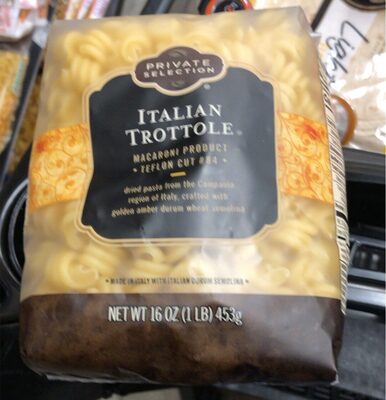 PRIVATE
SELECTION
ITALIAN
TROTTOLE
MACARONI PRODUCT
• TEFLON CUT #84 •
dried pasta from the Campania
region of Italy, crafted with
golden amber durum wheat semolina
• MADE IN ITALY WITH ITALIAN DURUM SEMOLINA •
NET WT 16 OZ (1 LB) 453g
Light